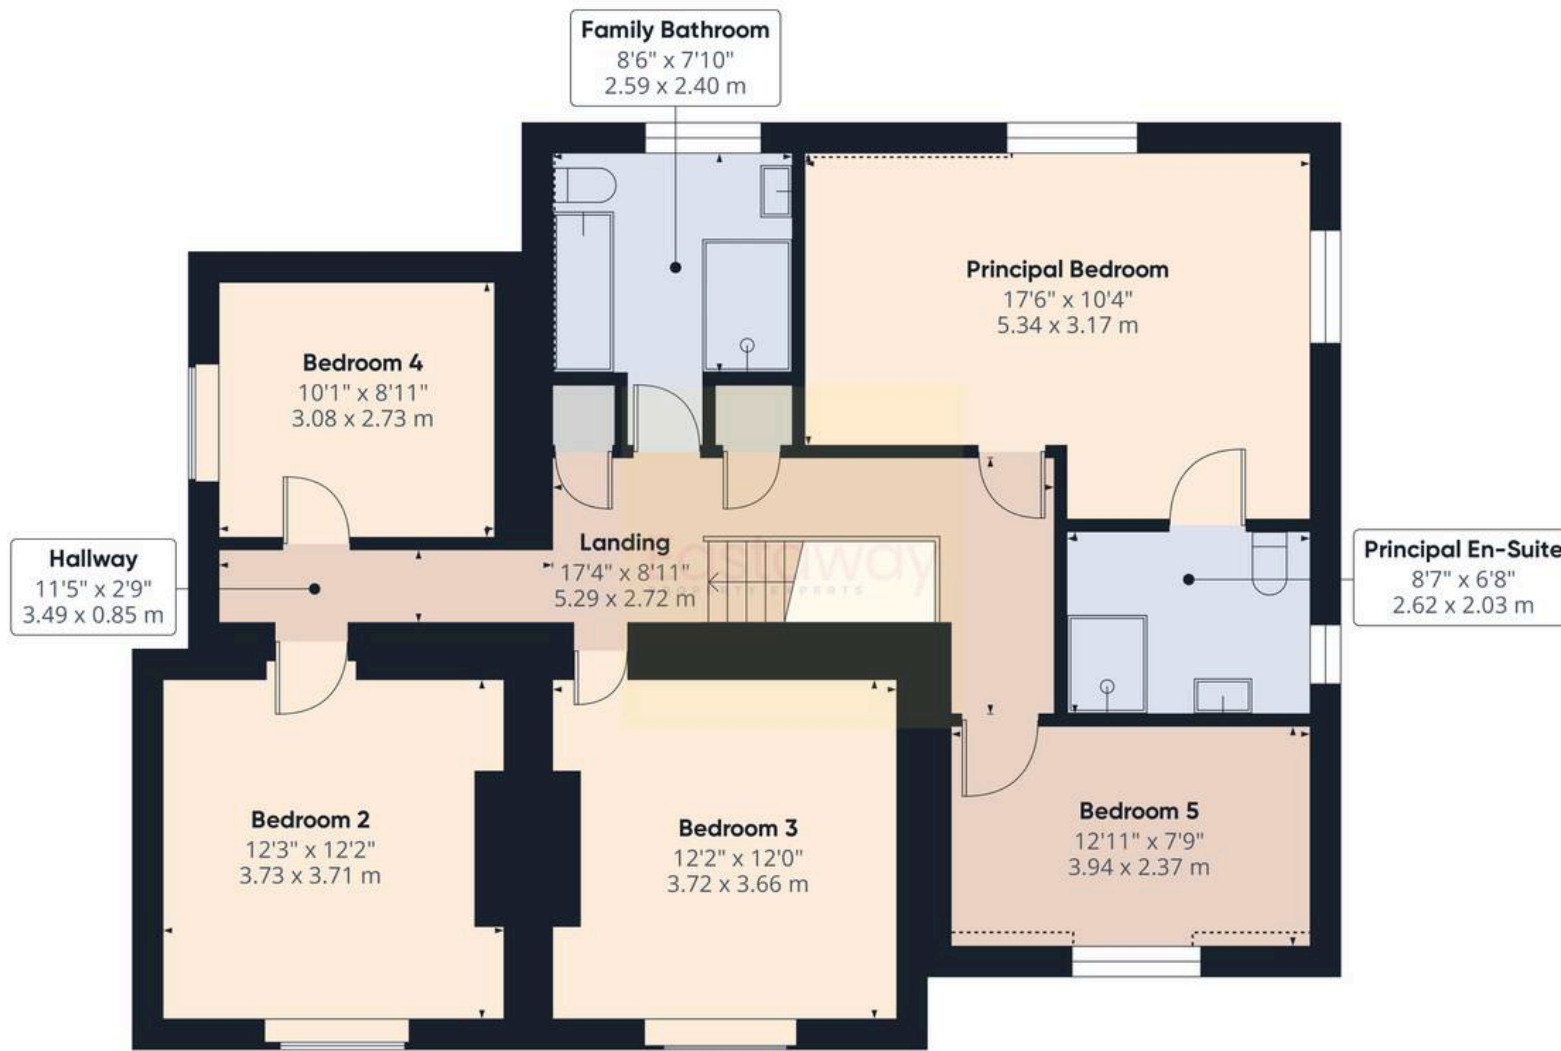 Family Bathroom
8'6" x 7'10"
2.59 x 2.40 m
Principal Bedroom
17'6" x 10'4"
5.34 x 3.17 m
Bedroom 4
10'1" x 8'11"
3.08 x 2.73 m
Hallway
11'5" x 2'9"
3.49 x 0.85 m
Landing
17'4" x 8'11"
5.29 x 2.72 m
Principal En-Suite
8'7" x 6'8"
2.62 x 2.03 m
Bedroom 2
12'3" x 12'2"
3.73 x 3.71 m
Bedroom 3
12'2" x 12'0"
3.72 x 3.66 m
Bedroom 5
12'11" x 7'9"
3.94 x 2.37 m
EXPERTS